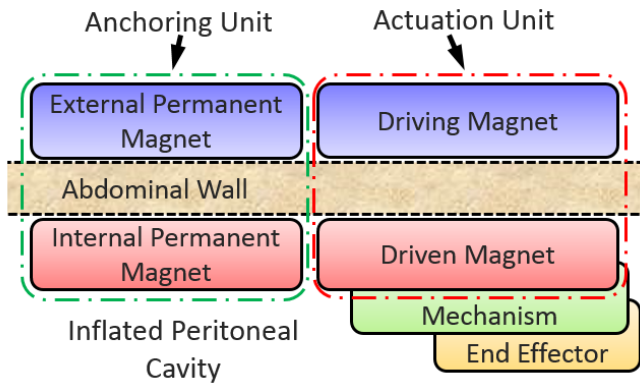 Anchoring Unit
Actuation Unit
External Permanent
Magnet
Driving Magnet
Abdominal Wall
Internal Permanent
Magnet
Driven Magnet
Mechanism
End Effector
Inflated Peritoneal
Cavity